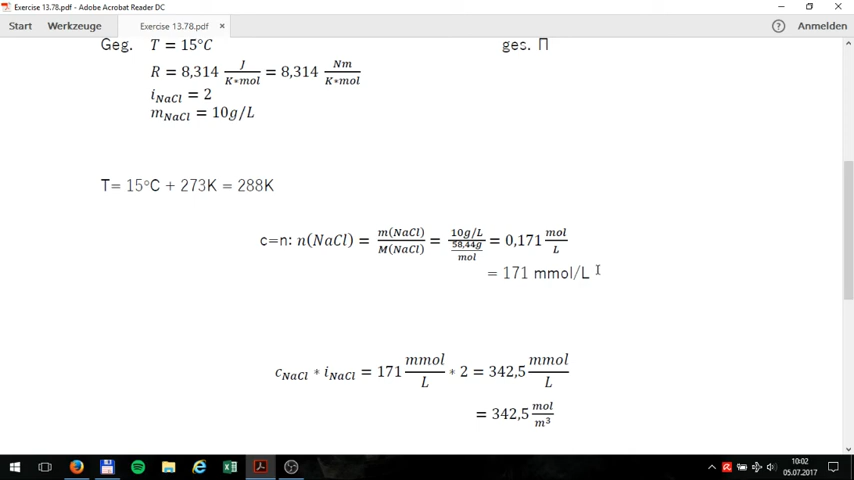 Exercise 13.78.pdf - Adobe Acrobat Reader DC
Start Werkzeuge Exercise 13.78.pdf × ? Anmelden
Geg. T = 15°C ges. Π
R = 8,314 J/K∗mol = 8,314 Nm/K∗mol
i_NaCl = 2
m_NaCl = 10g/L
T= 15°C + 273K = 288K
c=n: n(NaCl) = m(NaCl)/M(NaCl) = 10g/L / 58,44g/mol = 0,171 mol/L
= 171 mmol/L
c_NaCl ∗ i_NaCl = 171 mmol/L ∗ 2 = 342,5 mmol/L
= 342,5 mol/m³
10:02
05.07.2017